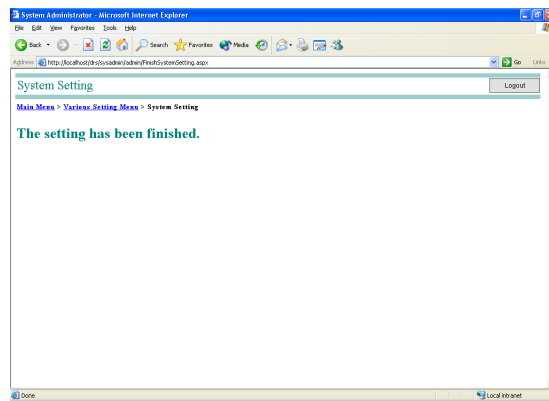 System Administrator - Microsoft Internet Explorer
File Edit View Favorites Tools Help
Back Search Favorites Media
Address http://localhost/drs/sysadmin/admin/FinishSystemSetting.aspx Go Links
System Setting Logout
Main Menu > Various Setting Menu > System Setting
The setting has been finished.
Done Local intranet